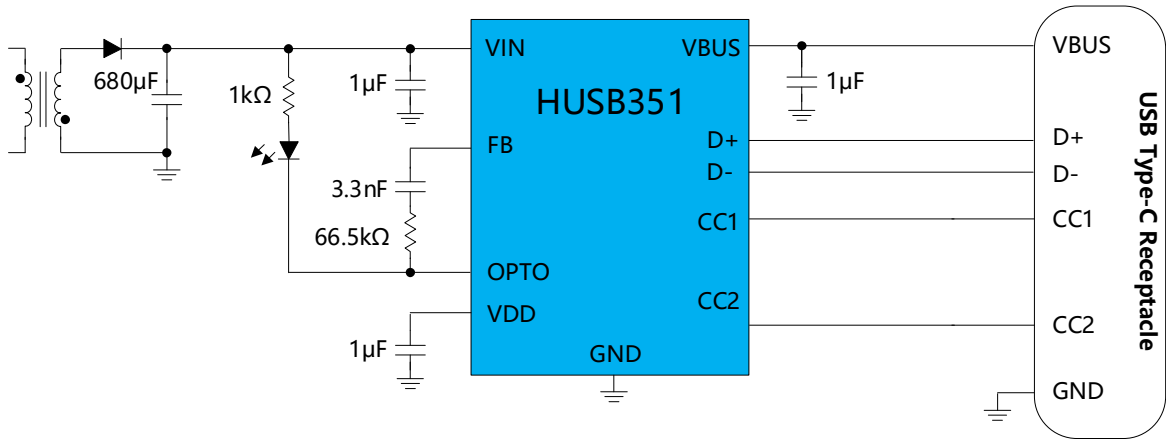 VIN
VBUS
VBUS
680μF
1kΩ
1μF
1μF
HUSB351
FB
D+
D+
D-
D-
3.3nF
CC1
CC1
66.5kΩ
OPTO
VDD
CC2
CC2
1μF
GND
GND
USB Type-C Receptacle